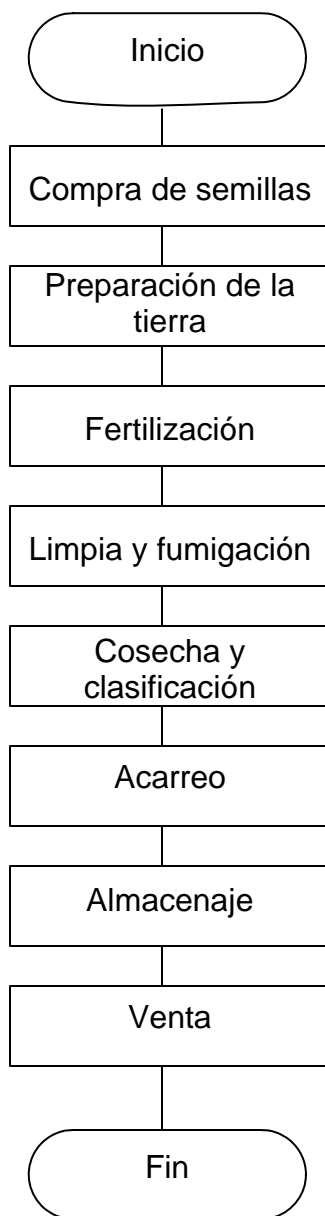 Inicio
Compra de semillas
Preparación de la
tierra
Fertilización
Limpia y fumigación
Cosecha y
clasificación
Acarreo
Almacenaje
Venta
Fin